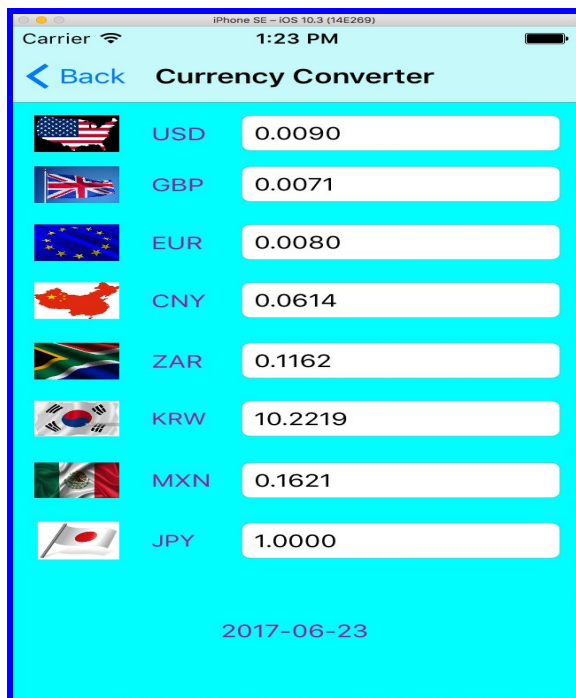 iPhone SE – iOS 10.3 (14E269)
Carrier 1:23 PM
Back Currency Converter
USD 0.0090
GBP 0.0071
EUR 0.0080
CNY 0.0614
ZAR 0.1162
KRW 10.2219
MXN 0.1621
JPY 1.0000
2017-06-23